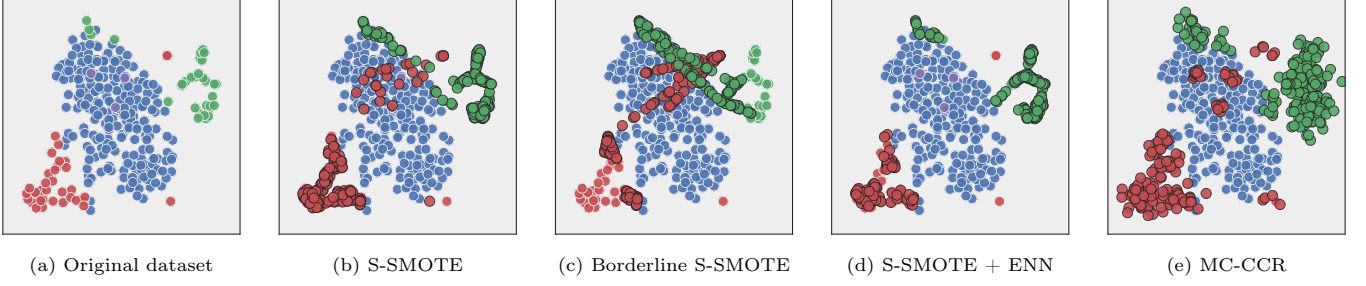 (a) Original dataset
(b) S-SMOTE
(c) Borderline S-SMOTE
(d) S-SMOTE + ENN
(e) MC-CCR